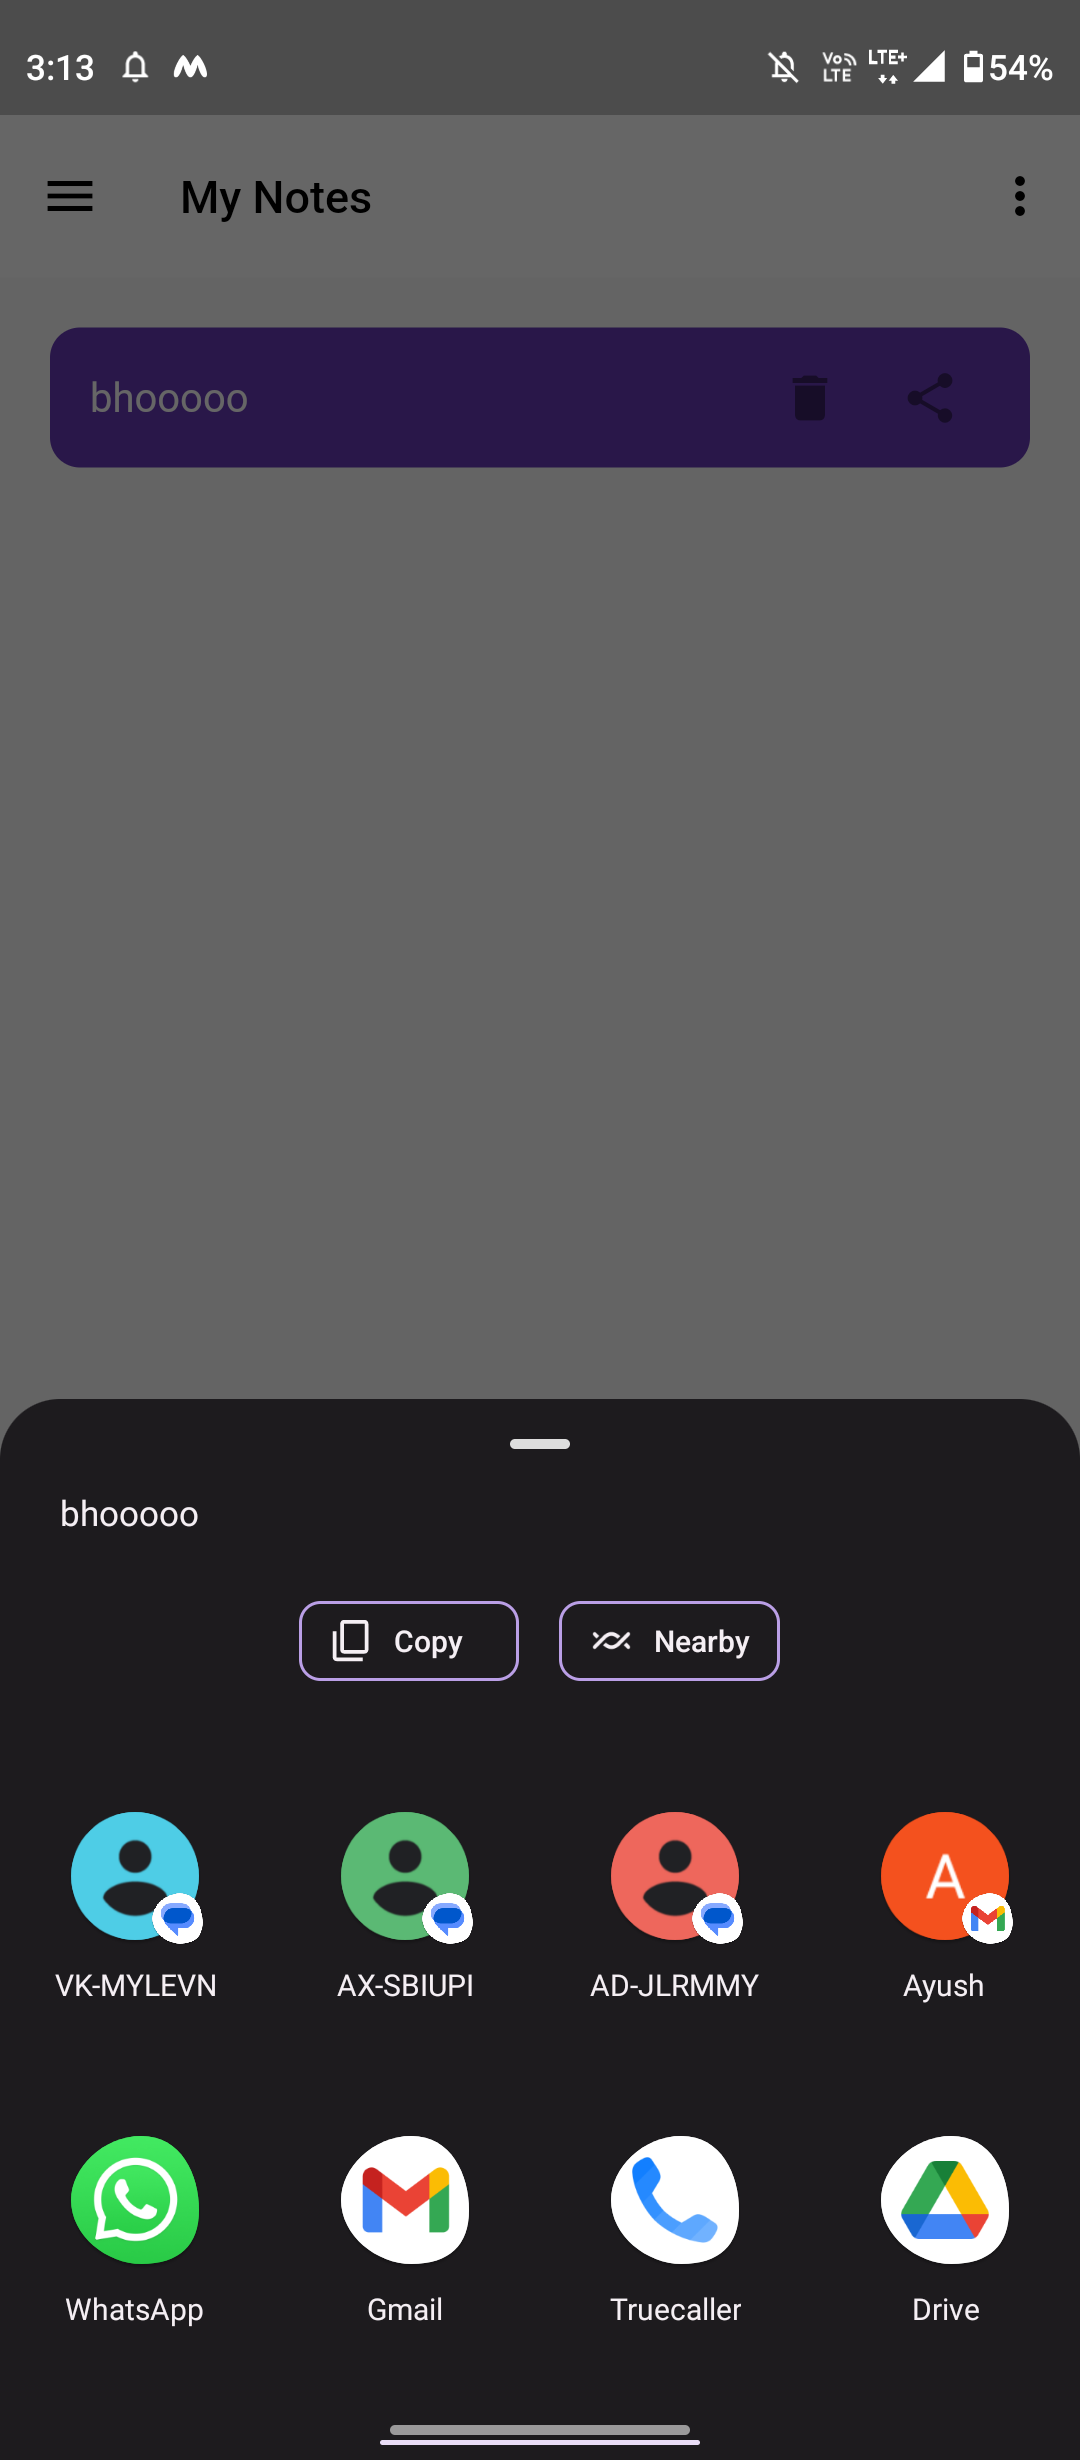 3:13 Vo LTE LTE+ 54%
My Notes
bhooooo
bhooooo
Copy Nearby
VK-MYLEVN AX-SBIUPI AD-JLRMMY A Ayush
WhatsApp Gmail Truecaller Drive